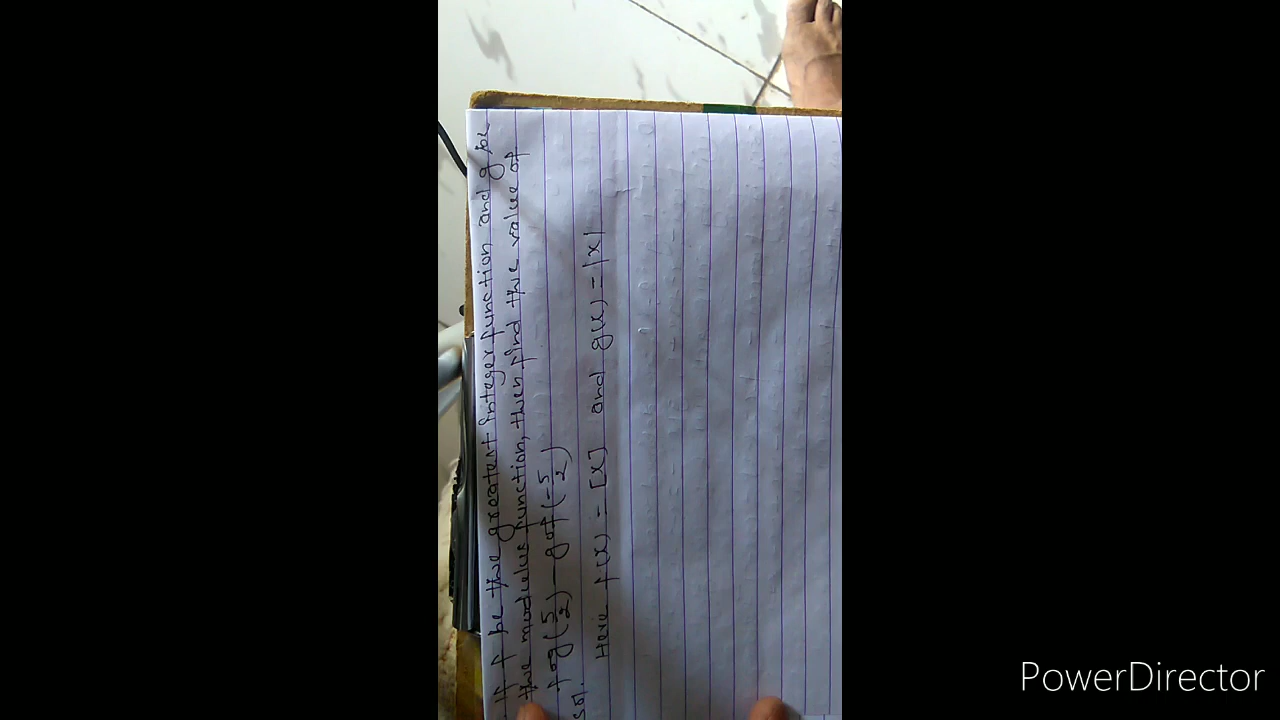 If f be the greatest integer function and g be
the modulus function, then find the value of
fog(5/2) - gof(-5/2)
Sol.
Here f(x) = [x] and g(x) = |x|
PowerDirector